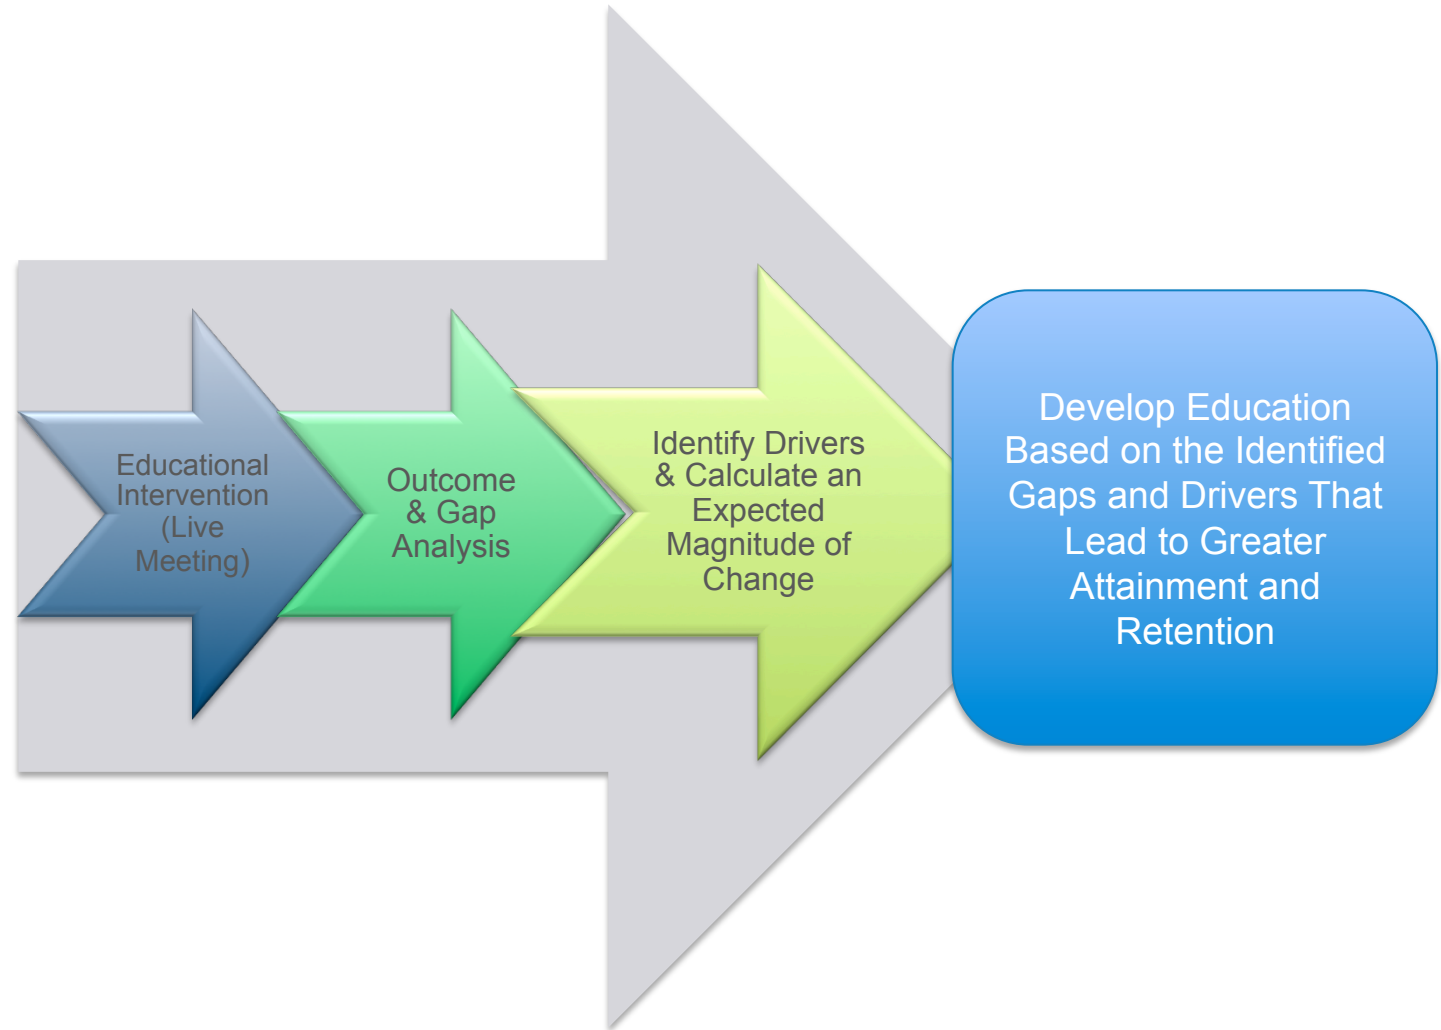 Educational
Intervention
(Live
Meeting)
Outcome
& Gap
Analysis
Identify Drivers
& Calculate an
Expected
Magnitude of
Change
Develop Education
Based on the Identified
Gaps and Drivers That
Lead to Greater
Attainment and
Retention